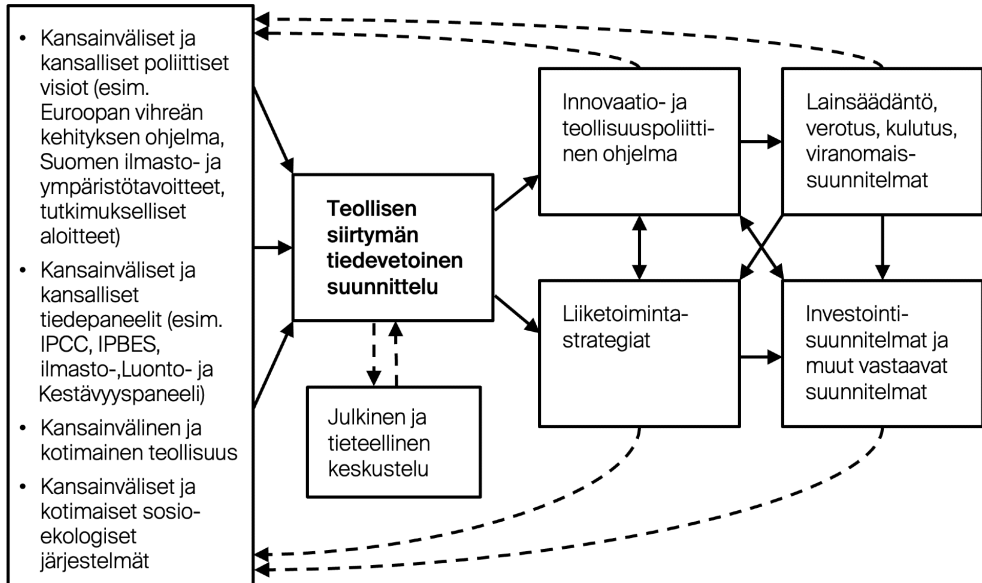 • Kansainväliset ja
kansalliset poliittiset
visiot (esim.
Euroopan vihreän
kehityksen ohjelma,
Suomen ilmasto- ja
ympäristötavoitteet,
tutkimukselliset
aloitteet)
• Kansainväliset ja
kansalliset
tiedepaneelit (esim.
IPCC, IPBES,
ilmasto-,Luonto- ja
Kestävyyspaneeli)
• Kansainvälinen ja
kotimainen teollisuus
• Kansainväliset ja
kotimaiset sosio-
ekologiset
järjestelmät
Teollisen
siirtymän
tiedevetoinen
suunnittelu
Julkinen ja
tieteellinen
keskustelu
Innovaatio- ja
teollisuuspoliitti-
nen ohjelma
Lainsäädäntö,
verotus, kulutus,
viranomais-
suunnitelmat
Liiketoiminta-
strategiat
Investointi-
suunnitelmat ja
muut vastaavat
suunnitelmat